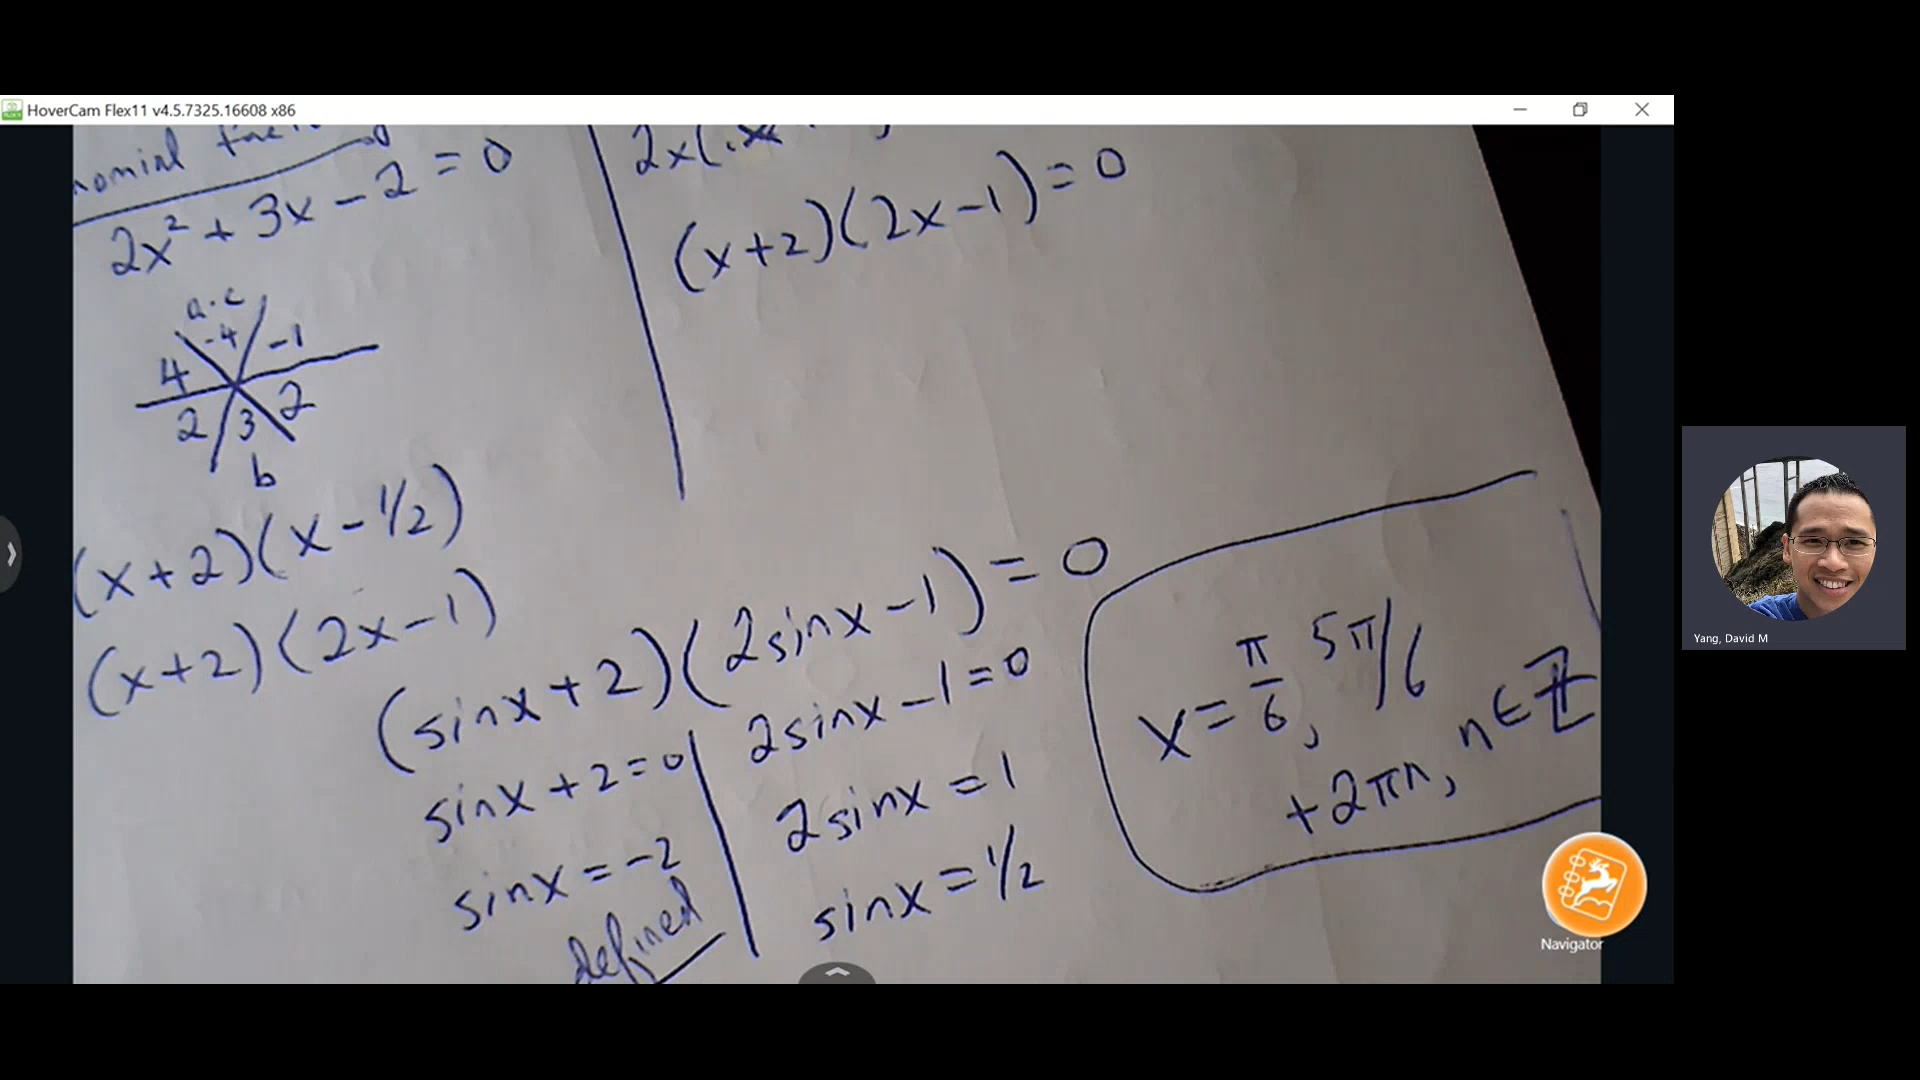 HoverCam Flex11 v4.5.7325.16608 x86
nomial
2x² + 3x - 2 = 0
a·c
-4
4 -1
2 3 2
b
(x+2)(x-1/2)
(x+2)(2x-1)
2x(
(x+2)(2x-1)=0
(sinx+2)(2sinx-1)=0
sinx+2=0
sinx=-2
defined
2sinx-1=0
2sinx=1
sinx=1/2
x=π/6, 5π/6
+2πn, n∈ℤ
Navigator
Yang, David M